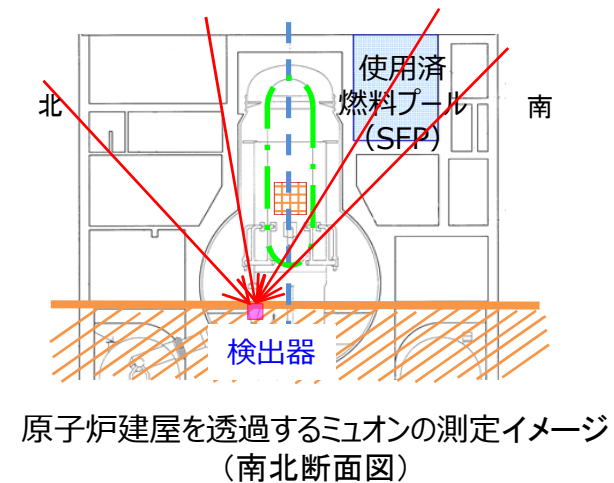 使用済
燃料プール
（SFP）
北
南
検出器
原子炉建屋を透過するミュオンの測定イメージ
（南北断面図）